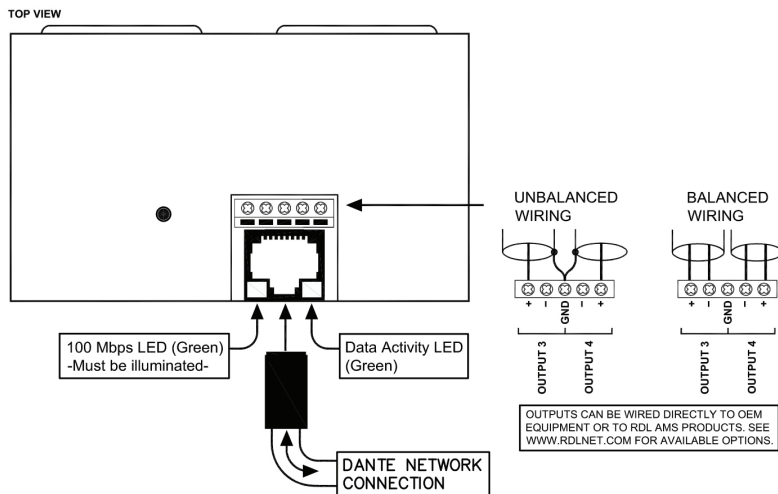 TOP VIEW
UNBALANCED
WIRING
BALANCED
WIRING
+ − GND − +
OUTPUT 3
OUTPUT 4
+ − GND − +
OUTPUT 3
OUTPUT 4
100 Mbps LED (Green)
-Must be illuminated-
Data Activity LED
(Green)
OUTPUTS CAN BE WIRED DIRECTLY TO OEM
EQUIPMENT OR TO RDL AMS PRODUCTS. SEE
WWW.RDLNET.COM FOR AVAILABLE OPTIONS.
DANTE NETWORK
CONNECTION